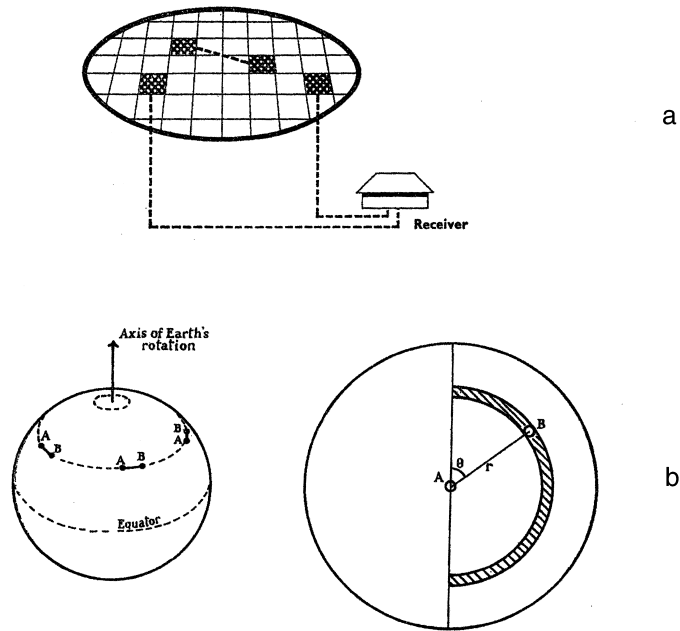 a
Receiver
Axis of Earth's
rotation
A
B
A B
B
A
Equator
B
θ
A
r
b